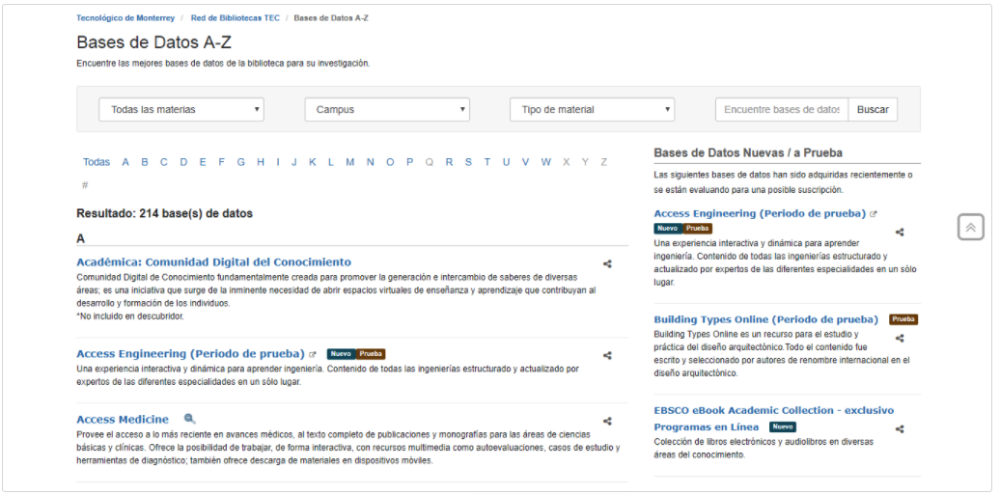 Tecnológico de Monterrey / Red de Bibliotecas TEC / Bases de Datos A-Z
Bases de Datos A-Z
Encuentre las mejores bases de datos de la biblioteca para su investigación.
Todas las materias
Campus
Tipo de material
Encuentre bases de datos
Buscar
Todas A B C D E F G H I J K L M N O P Q R S T U V W X Y Z
#
Resultado: 214 base(s) de datos
A
Académica: Comunidad Digital del Conocimiento
Comunidad Digital de Conocimiento fundamentalmente creada para promover la generación e intercambio de saberes de diversas
áreas; es una iniciativa que surge de la inminente necesidad de abrir espacios virtuales de enseñanza y aprendizaje que contribuyan al
desarrollo y formación de los individuos.
*No incluido en descubridor.
Access Engineering (Periodo de prueba) Nuevo Prueba
Una experiencia interactiva y dinámica para aprender ingeniería. Contenido de todas las ingenierías estructurado y actualizado por
expertos de las diferentes especialidades en un sólo lugar.
Access Medicine
Provee el acceso a lo más reciente en avances médicos, al texto completo de publicaciones y monografías para las áreas de ciencias
básicas y clínicas. Ofrece la posibilidad de trabajar, de forma interactiva, con recursos multimedia como autoevaluaciones, casos de estudio y
herramientas de diagnóstico; también ofrece descarga de materiales en dispositivos móviles.
Bases de Datos Nuevas / a Prueba
Las siguientes bases de datos han sido adquiridas recientemente o
se están evaluando para una posible suscripción.
Access Engineering (Periodo de prueba)
Nuevo Prueba
Una experiencia interactiva y dinámica para aprender
ingeniería. Contenido de todas las ingenierías estructurado y
actualizado por expertos de las diferentes especialidades en un sólo
lugar.
Building Types Online (Periodo de prueba) Prueba
Building Types Online es un recurso para el estudio y
práctica del diseño arquitectónico.Todo el contenido fue
escrito y seleccionado por autores de renombre internacional en el
diseño arquitectónico.
EBSCO eBook Academic Collection - exclusivo
Programas en Línea Nuevo
Colección de libros electrónicos y audiolibros en diversas
áreas del conocimiento.